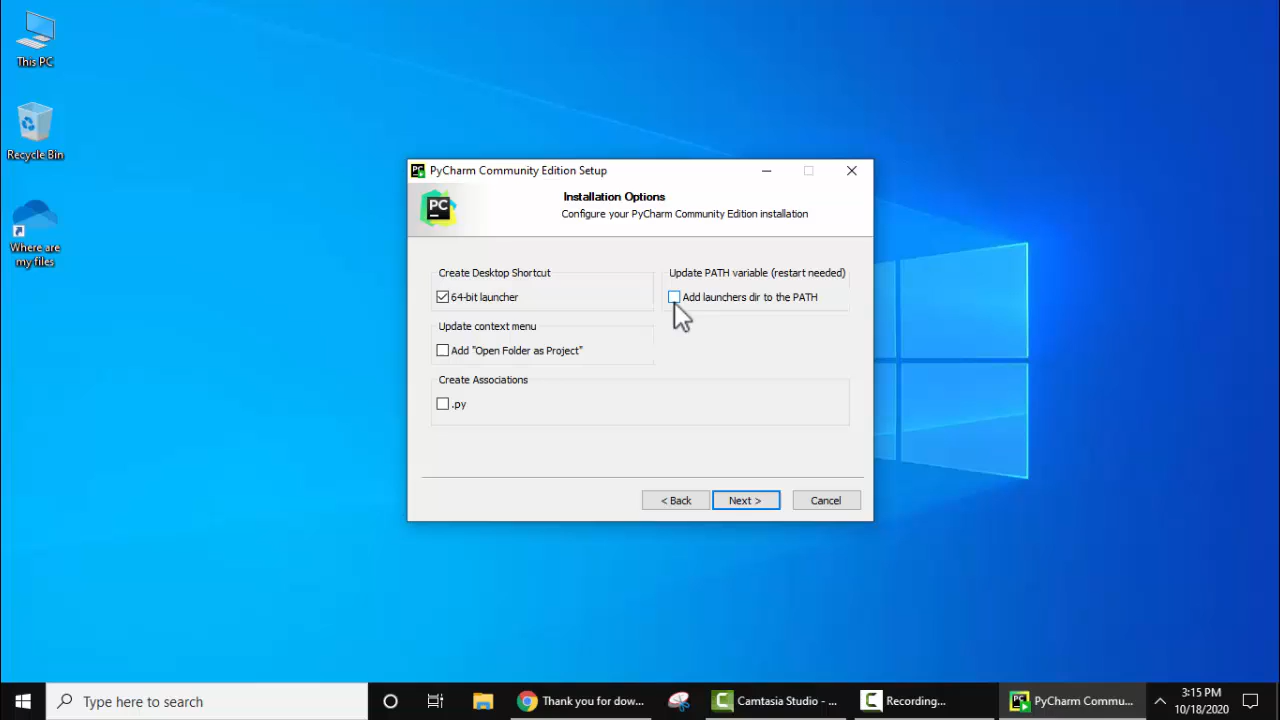 This PC
Recycle Bin
Where are
my files
PC PyCharm Community Edition Setup
PC
Installation Options
Configure your PyCharm Community Edition installation
Create Desktop Shortcut
64-bit launcher
Update PATH variable (restart needed)
Add launchers dir to the PATH
Update context menu
Add "Open Folder as Project"
Create Associations
.py
< Back
Next >
Cancel
Type here to search
Thank you for dow...
Camtasia Studio - ...
Recording...
PC PyCharm Commu...
3:15 PM
10/18/2020